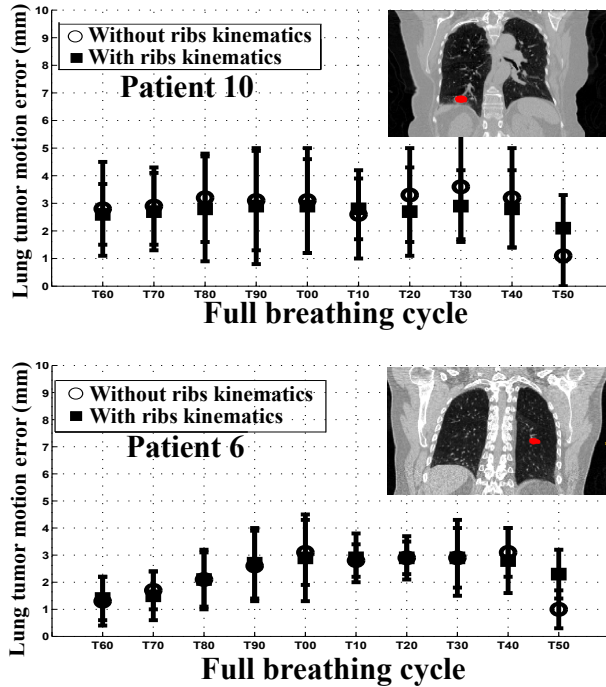 Lung tumor motion error (mm)
10
9
8
7
6
5
4
3
2
1
0
Without ribs kinematics
With ribs kinematics
Patient 10
T60 T70 T80 T90 T00 T10 T20 T30 T40 T50
Full breathing cycle
Lung tumor motion error (mm)
10
9
8
7
6
5
4
3
2
1
0
Without ribs kinematics
With ribs kinematics
Patient 6
T60 T70 T80 T90 T00 T10 T20 T30 T40 T50
Full breathing cycle